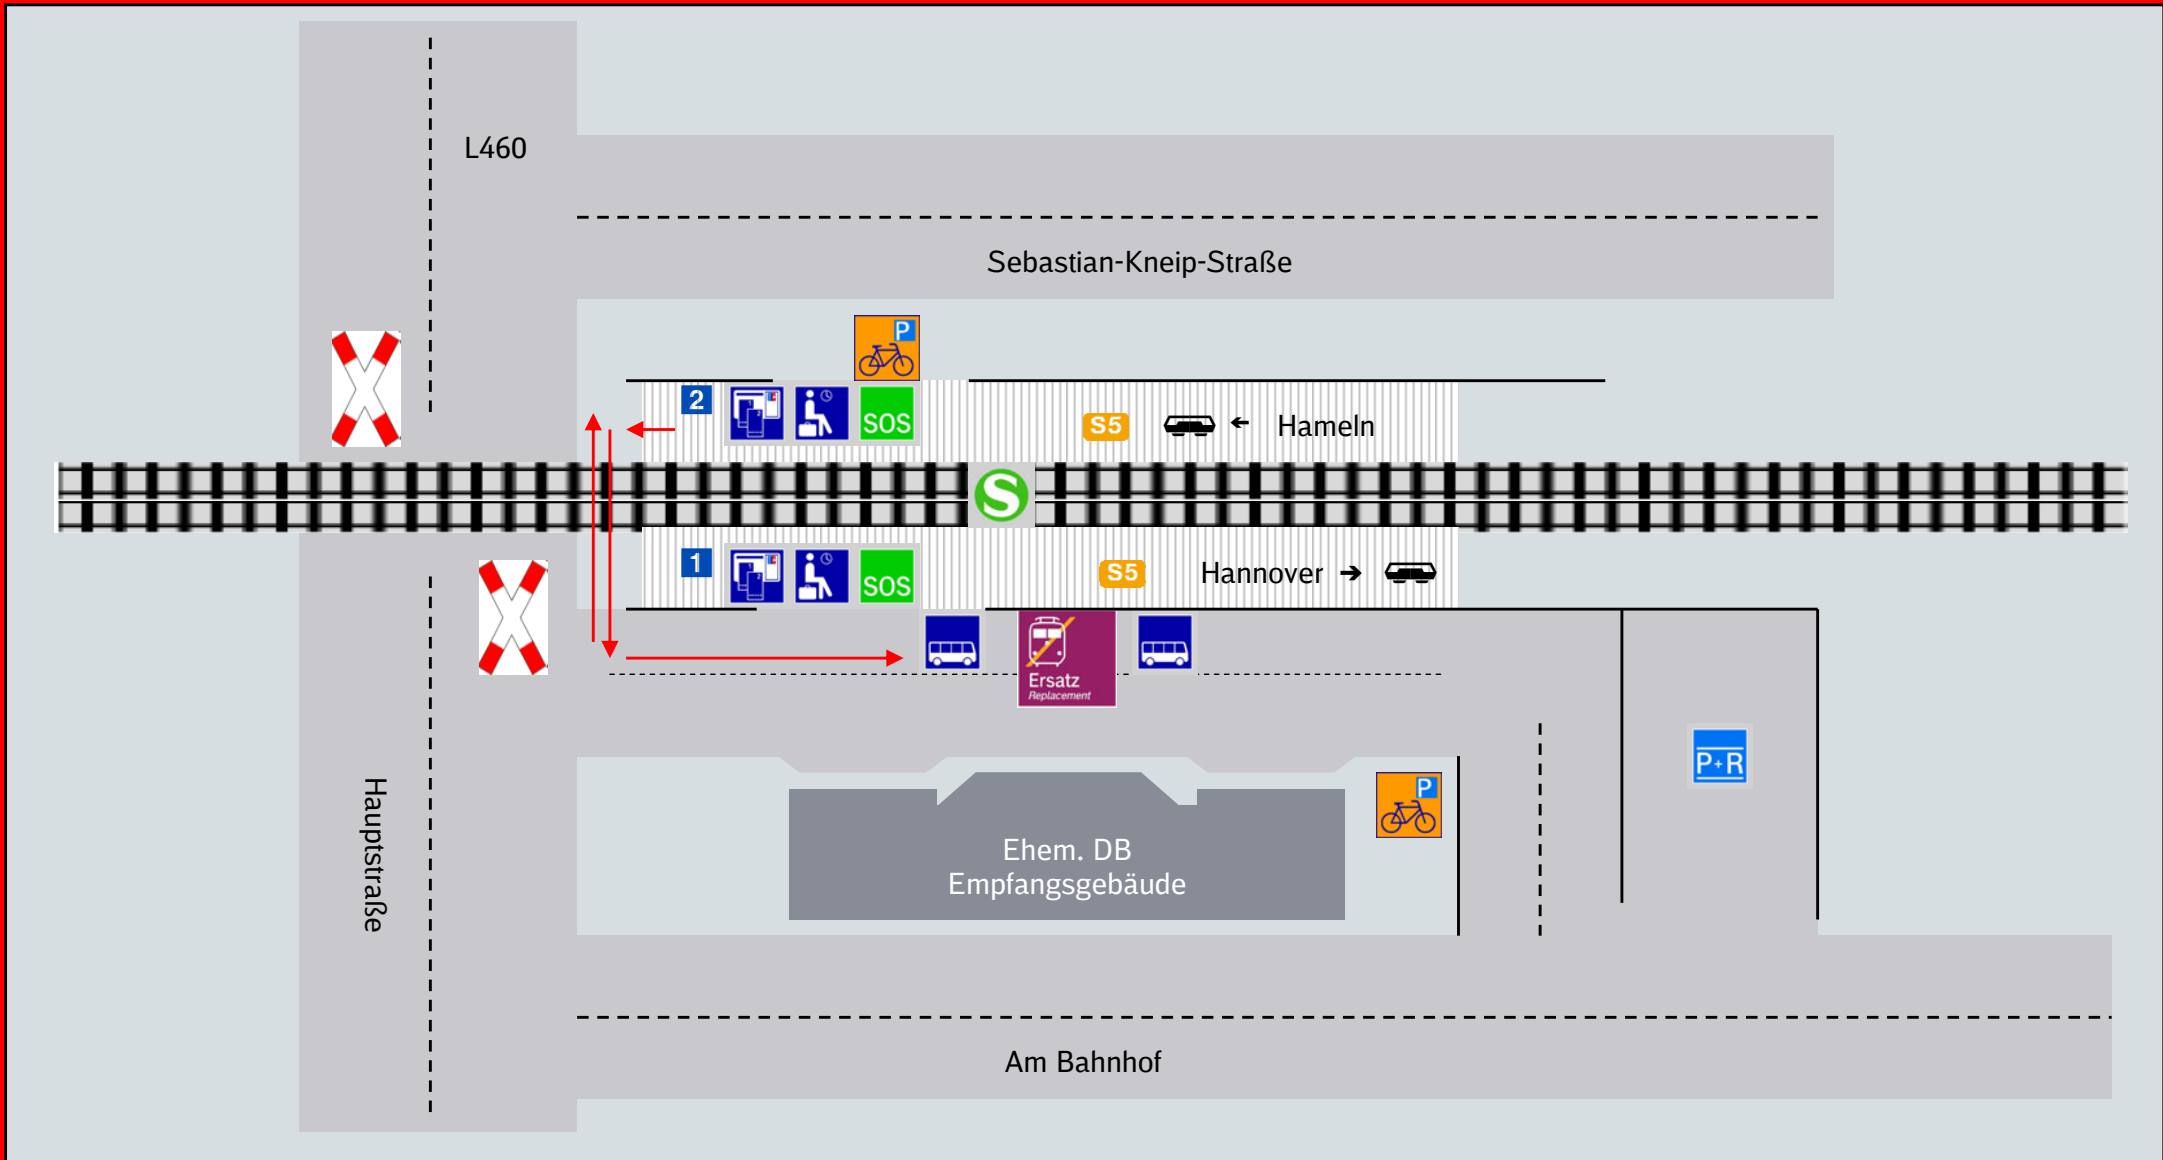 L460
Sebastian-Kneip-Straße
P
2
SOS
S5
← Hameln
S
1
SOS
S5
Hannover →
Ersatz
Replacement
P+R
P
Hauptstraße
Ehem. DB
Empfangsgebäude
Am Bahnhof